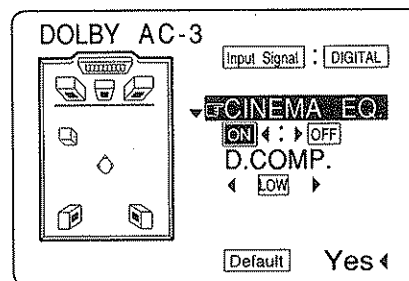 DOLBY AC-3
Input Signal : DIGITAL
CINEMA EQ.
ON : OFF
D.COMP.
LOW
Default Yes